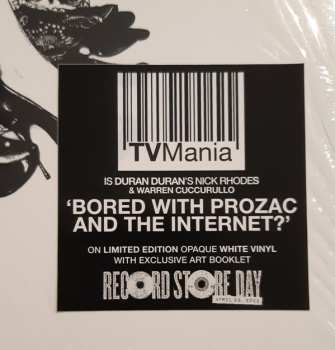 TVMania
IS DURAN DURAN'S NICK RHODES
& WARREN CUCCURULLO
'BORED WITH PROZAC
AND THE INTERNET?'
ON LIMITED EDITION OPAQUE WHITE VINYL
WITH EXCLUSIVE ART BOOKLET
RECORD STORE DAY